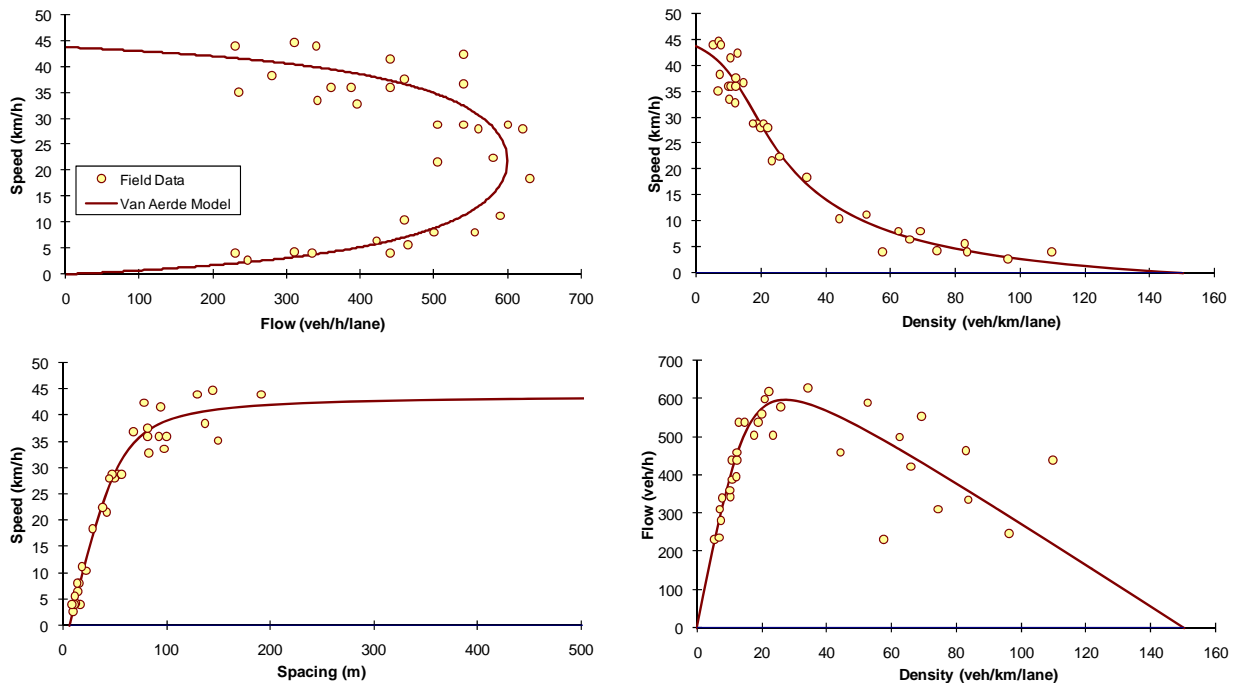 50
45
40
35
30
25
20
15
10
5
0
Speed (km/h)
Field Data
Van Aerde Model
0 100 200 300 400 500 600 700
Flow (veh/h/lane)
50
45
40
35
30
25
20
15
10
5
0
Speed (km/h)
0 20 40 60 80 100 120 140 160
Density (veh/km/lane)
50
45
40
35
30
25
20
15
10
5
0
Speed (km/h)
0 100 200 300 400 500
Spacing (m)
700
600
500
400
300
200
100
0
Flow (veh/h)
0 20 40 60 80 100 120 140 160
Density (veh/km/lane)